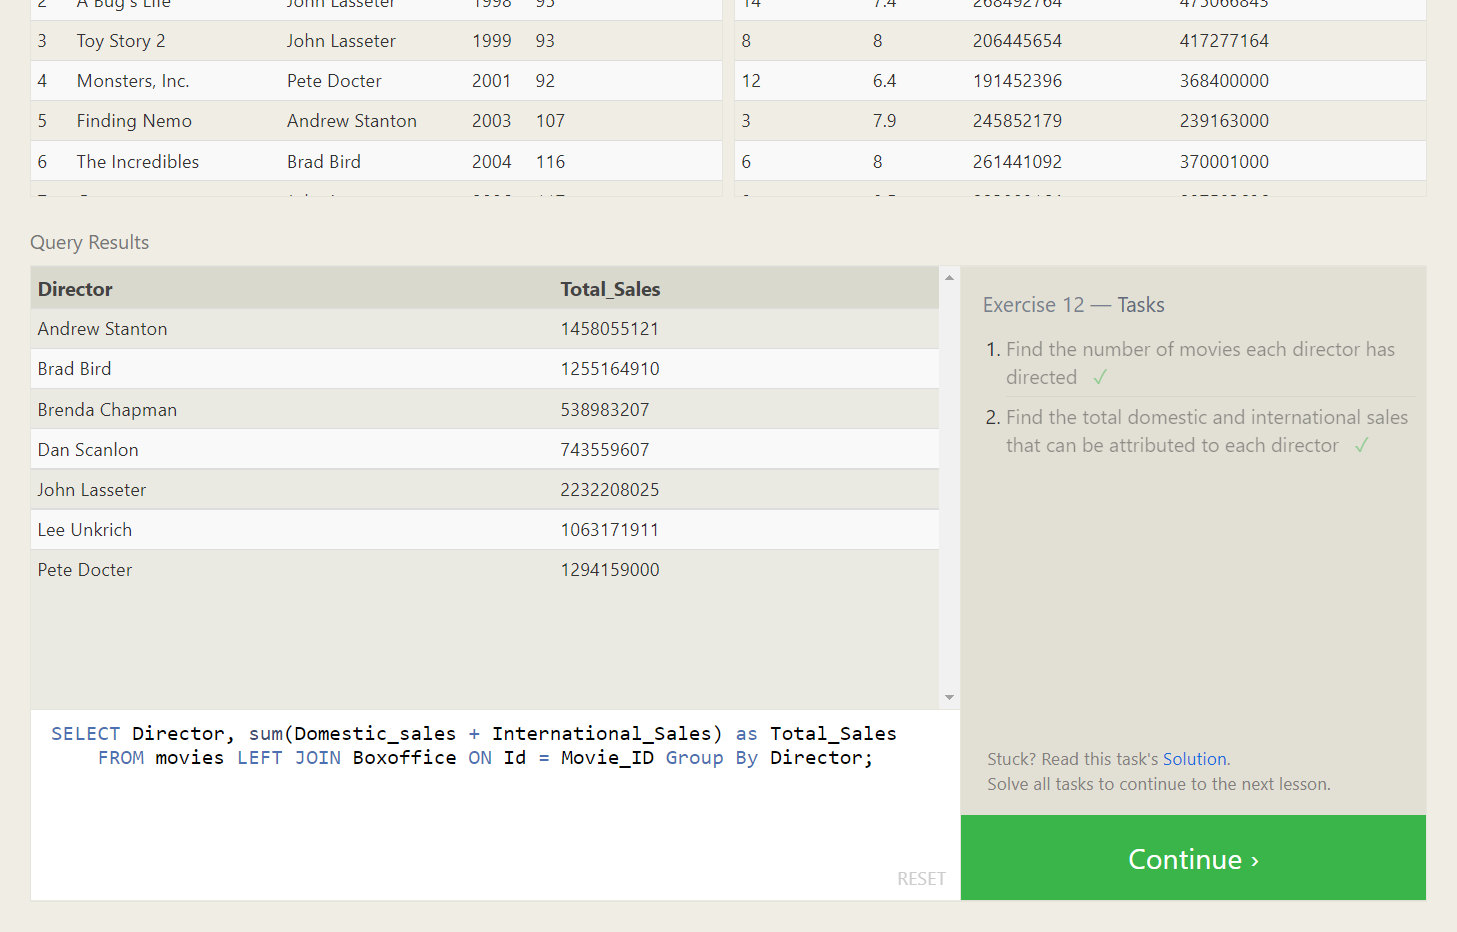 2 A Bug's Life John Lasseter 1998 95 14 7.4 268492764 475066843
3 Toy Story 2 John Lasseter 1999 93 8 8 206445654 417277164
4 Monsters, Inc. Pete Docter 2001 92 12 6.4 191452396 368400000
5 Finding Nemo Andrew Stanton 2003 107 3 7.9 245852179 239163000
6 The Incredibles Brad Bird 2004 116 6 8 261441092 370001000
Query Results
Director Total_Sales
Andrew Stanton 1458055121
Brad Bird 1255164910
Brenda Chapman 538983207
Dan Scanlon 743559607
John Lasseter 2232208025
Lee Unkrich 1063171911
Pete Docter 1294159000
SELECT Director, sum(Domestic_sales + International_Sales) as Total_Sales
FROM movies LEFT JOIN Boxoffice ON Id = Movie_ID Group By Director;
RESET
Exercise 12 — Tasks
1. Find the number of movies each director has
directed ✓
2. Find the total domestic and international sales
that can be attributed to each director ✓
Stuck? Read this task's Solution.
Solve all tasks to continue to the next lesson.
Continue ›